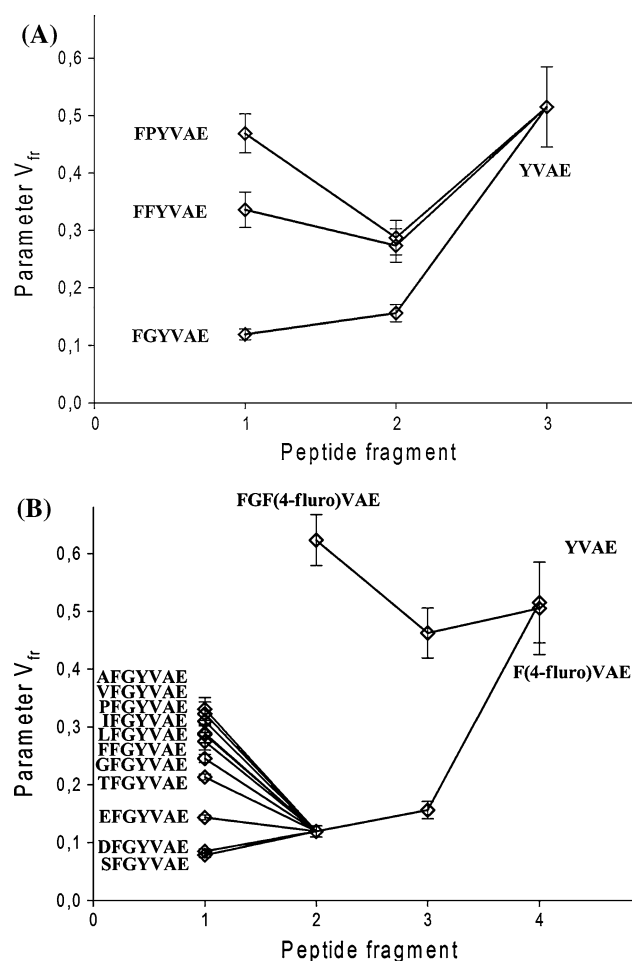 (A)
0,6
0,5
0,4
0,3
0,2
0,1
0,0
Parameter Vfr
FPYVAE
FFYVAE
FGYVAE
YVAE
0 1 2 3
Peptide fragment
(B)
FGF(4-fluro)VAE
YVAE
F(4-fluro)VAE
0,6
0,5
0,4
0,3
0,2
0,1
0,0
Parameter Vfr
AFGYVAE
VFGYVAE
PFGYVAE
IFGYVAE
LFGYVAE
FFGYVAE
GFGYVAE
TFGYVAE
EFGYVAE
DFGYVAE
SFGYVAE
0 1 2 3 4
Peptide fragment